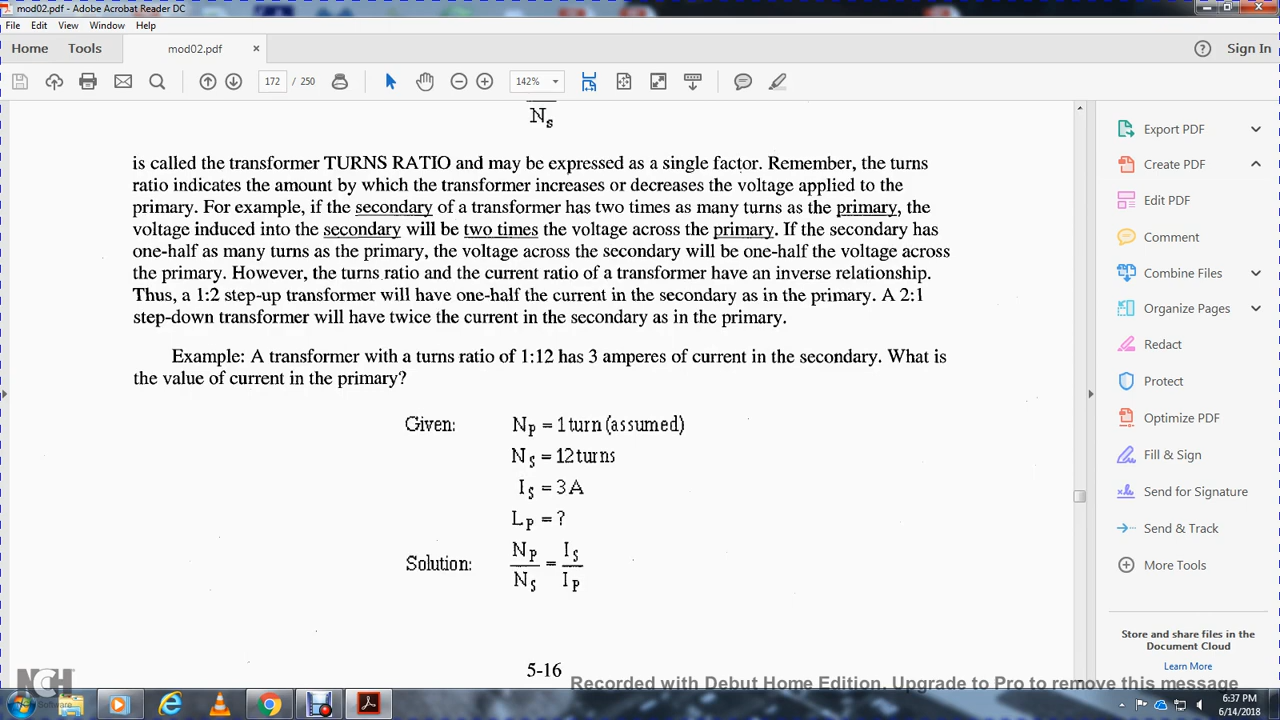 mod02.pdf - Adobe Acrobat Reader DC
File Edit View Window Help
Home Tools mod02.pdf × ? Sign In
172 / 250 142%
Ns
is called the transformer TURNS RATIO and may be expressed as a single factor. Remember, the turns
ratio indicates the amount by which the transformer increases or decreases the voltage applied to the
primary. For example, if the secondary of a transformer has two times as many turns as the primary, the
voltage induced into the secondary will be two times the voltage across the primary. If the secondary has
one-half as many turns as the primary, the voltage across the secondary will be one-half the voltage across
the primary. However, the turns ratio and the current ratio of a transformer have an inverse relationship.
Thus, a 1:2 step-up transformer will have one-half the current in the secondary as in the primary. A 2:1
step-down transformer will have twice the current in the secondary as in the primary.
Example: A transformer with a turns ratio of 1:12 has 3 amperes of current in the secondary. What is
the value of current in the primary?
Given: NP = 1 turn (assumed)
NS = 12 turns
IS = 3 A
LP = ?
Solution: NP/NS = IS/IP
5-16
Export PDF
Create PDF
Edit PDF
Comment
Combine Files
Organize Pages
Redact
Protect
Optimize PDF
Fill & Sign
Send for Signature
Send & Track
More Tools
Store and share files in the
Document Cloud
Learn More
NCH
Software
Recorded with Debut Home Edition. Upgrade to Pro to remove this message
6:37 PM
6/14/2018